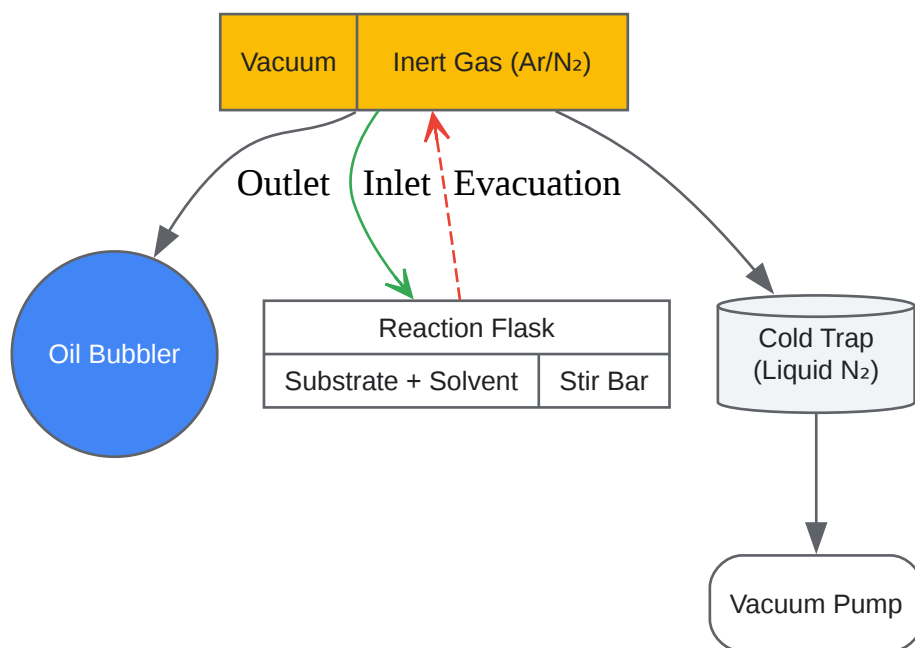 Vacuum
Inert Gas (Ar/N₂)
Outlet
Inlet
Evacuation
Oil Bubbler
Reaction Flask
Substrate + Solvent
Stir Bar
Cold Trap
(Liquid N₂)
Vacuum Pump